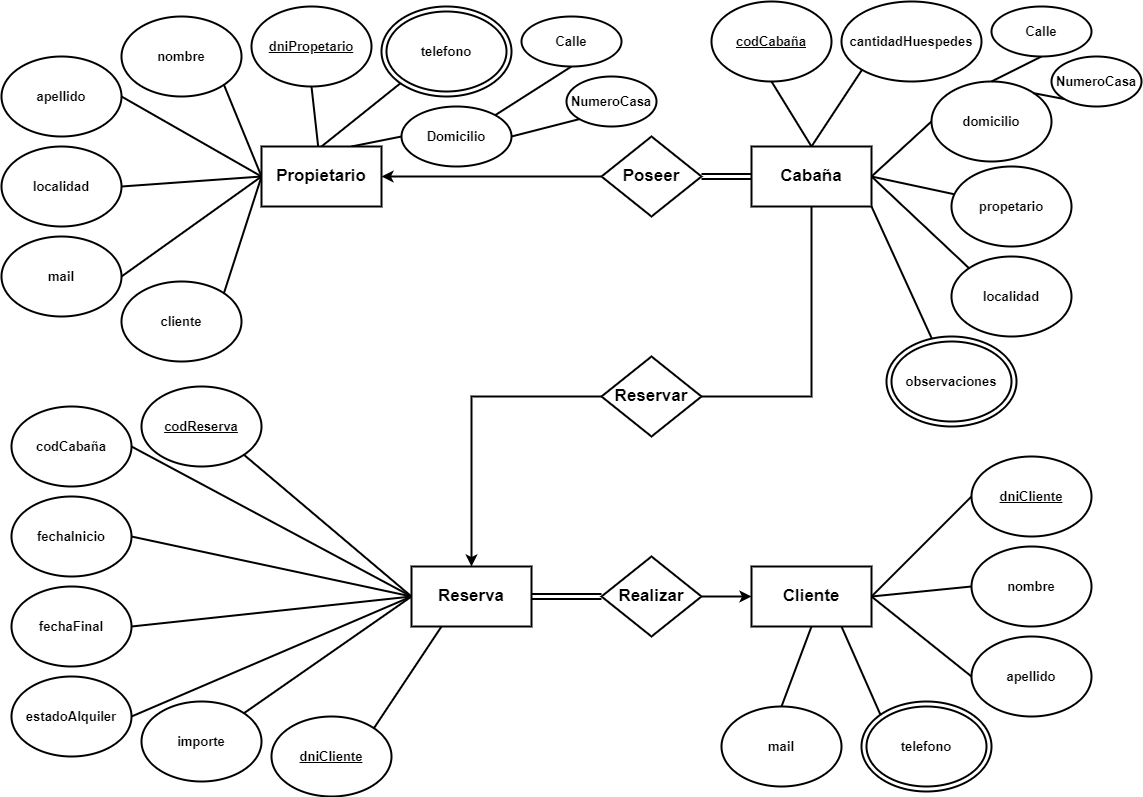 dniPropetario
telefono
nombre
Calle
apellido
NumeroCasa
Domicilio
localidad
Propietario
mail
cliente
Poseer
codCabaña
cantidadHuespedes
Calle
NumeroCasa
domicilio
Cabaña
propetario
localidad
observaciones
Reservar
codReserva
codCabaña
fechaInicio
fechaFinal
estadoAlquiler
importe
dniCliente
Reserva
Realizar
Cliente
dniCliente
nombre
apellido
mail
telefono